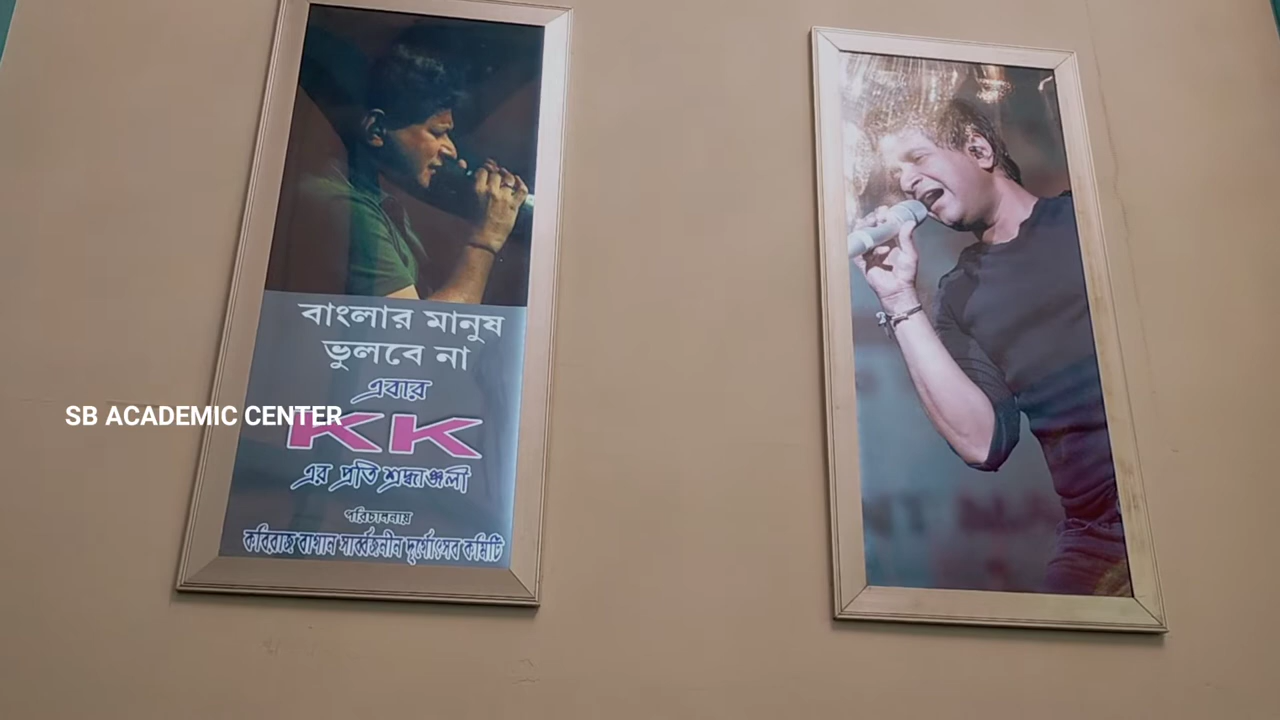 বাংলার মানুষ
ভুলবে না
এবার
KK
এর প্রতি শ্রদ্ধাঞ্জলী
পরিচালনায়
কবিরাজ বাগান সার্ব্বজনীন দুর্গোৎসব কমিটি
SB ACADEMIC CENTER